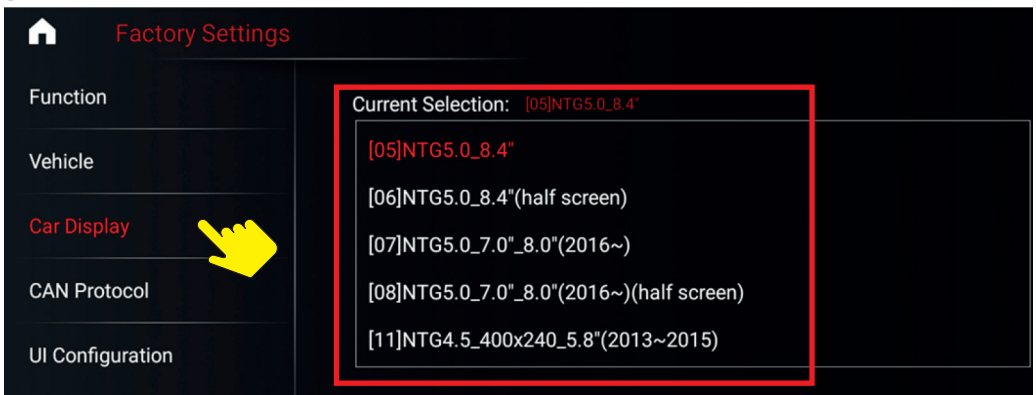 Factory Settings
Function
Vehicle
Car Display
CAN Protocol
UI Configuration
Current Selection: [05]NTG5.0_8.4"
[05]NTG5.0_8.4"
[06]NTG5.0_8.4"(half screen)
[07]NTG5.0_7.0"_8.0"(2016~)
[08]NTG5.0_7.0"_8.0"(2016~)(half screen)
[11]NTG4.5_400x240_5.8"(2013~2015)